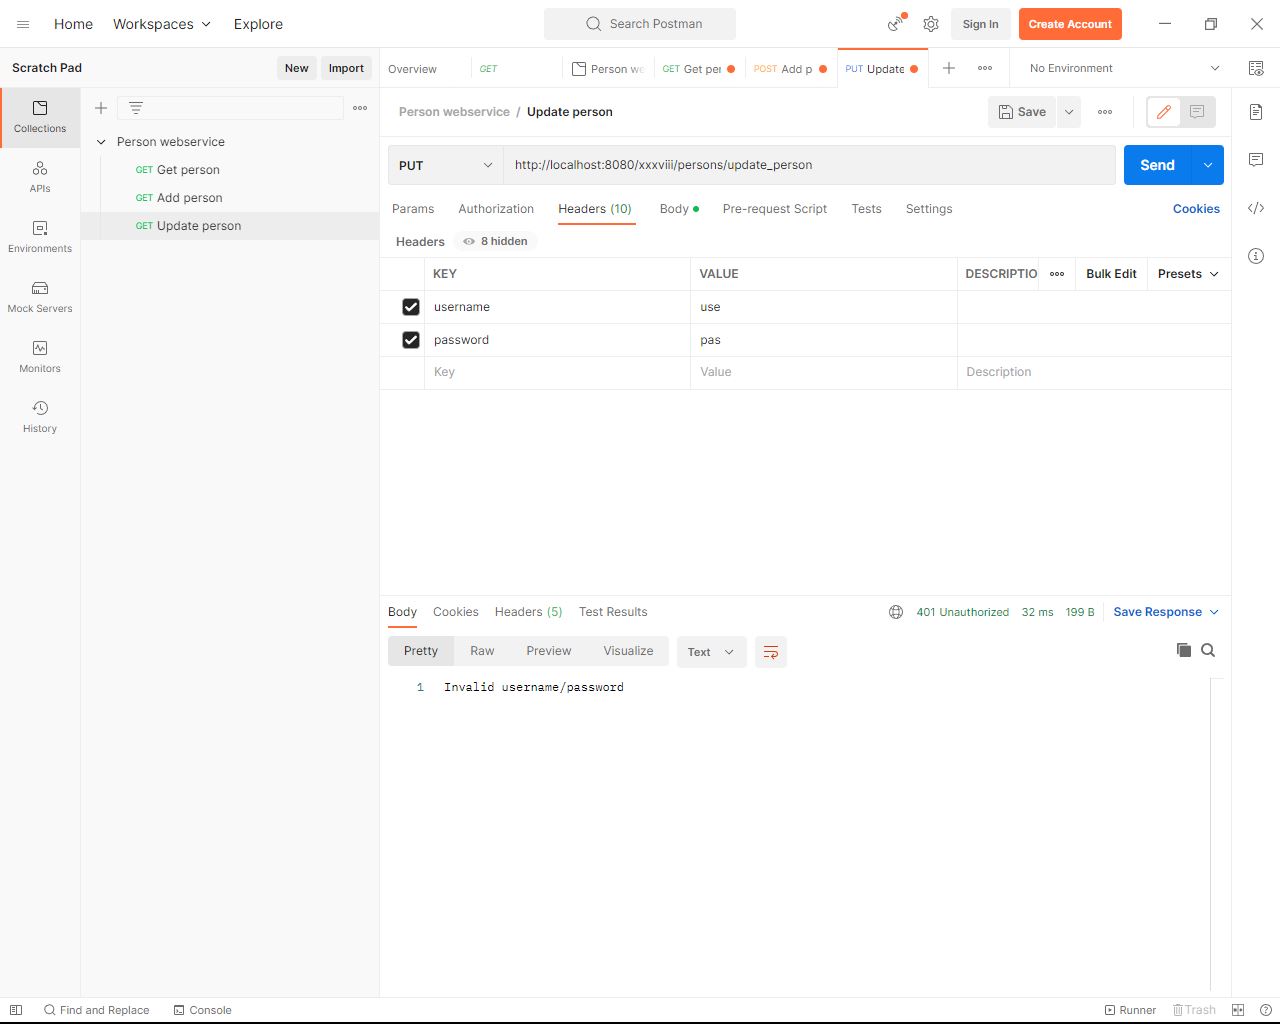 Home Workspaces Explore Search Postman Sign In Create Account
Scratch Pad New Import Overview GET Person we GET Get per POST Add p PUT Update No Environment
Collections
APIs
Environments
Mock Servers
Monitors
History
Person webservice
GET Get person
GET Add person
GET Update person
Person webservice / Update person Save
PUT http://localhost:8080/xxxviii/persons/update_person Send
Params Authorization Headers (10) Body Pre-request Script Tests Settings Cookies
Headers 8 hidden
KEY VALUE DESCRIPTIO Bulk Edit Presets
username use
password pas
Key Value Description
Body Cookies Headers (5) Test Results 401 Unauthorized 32 ms 199 B Save Response
Pretty Raw Preview Visualize Text
1 Invalid username/password
Find and Replace Console Runner Trash